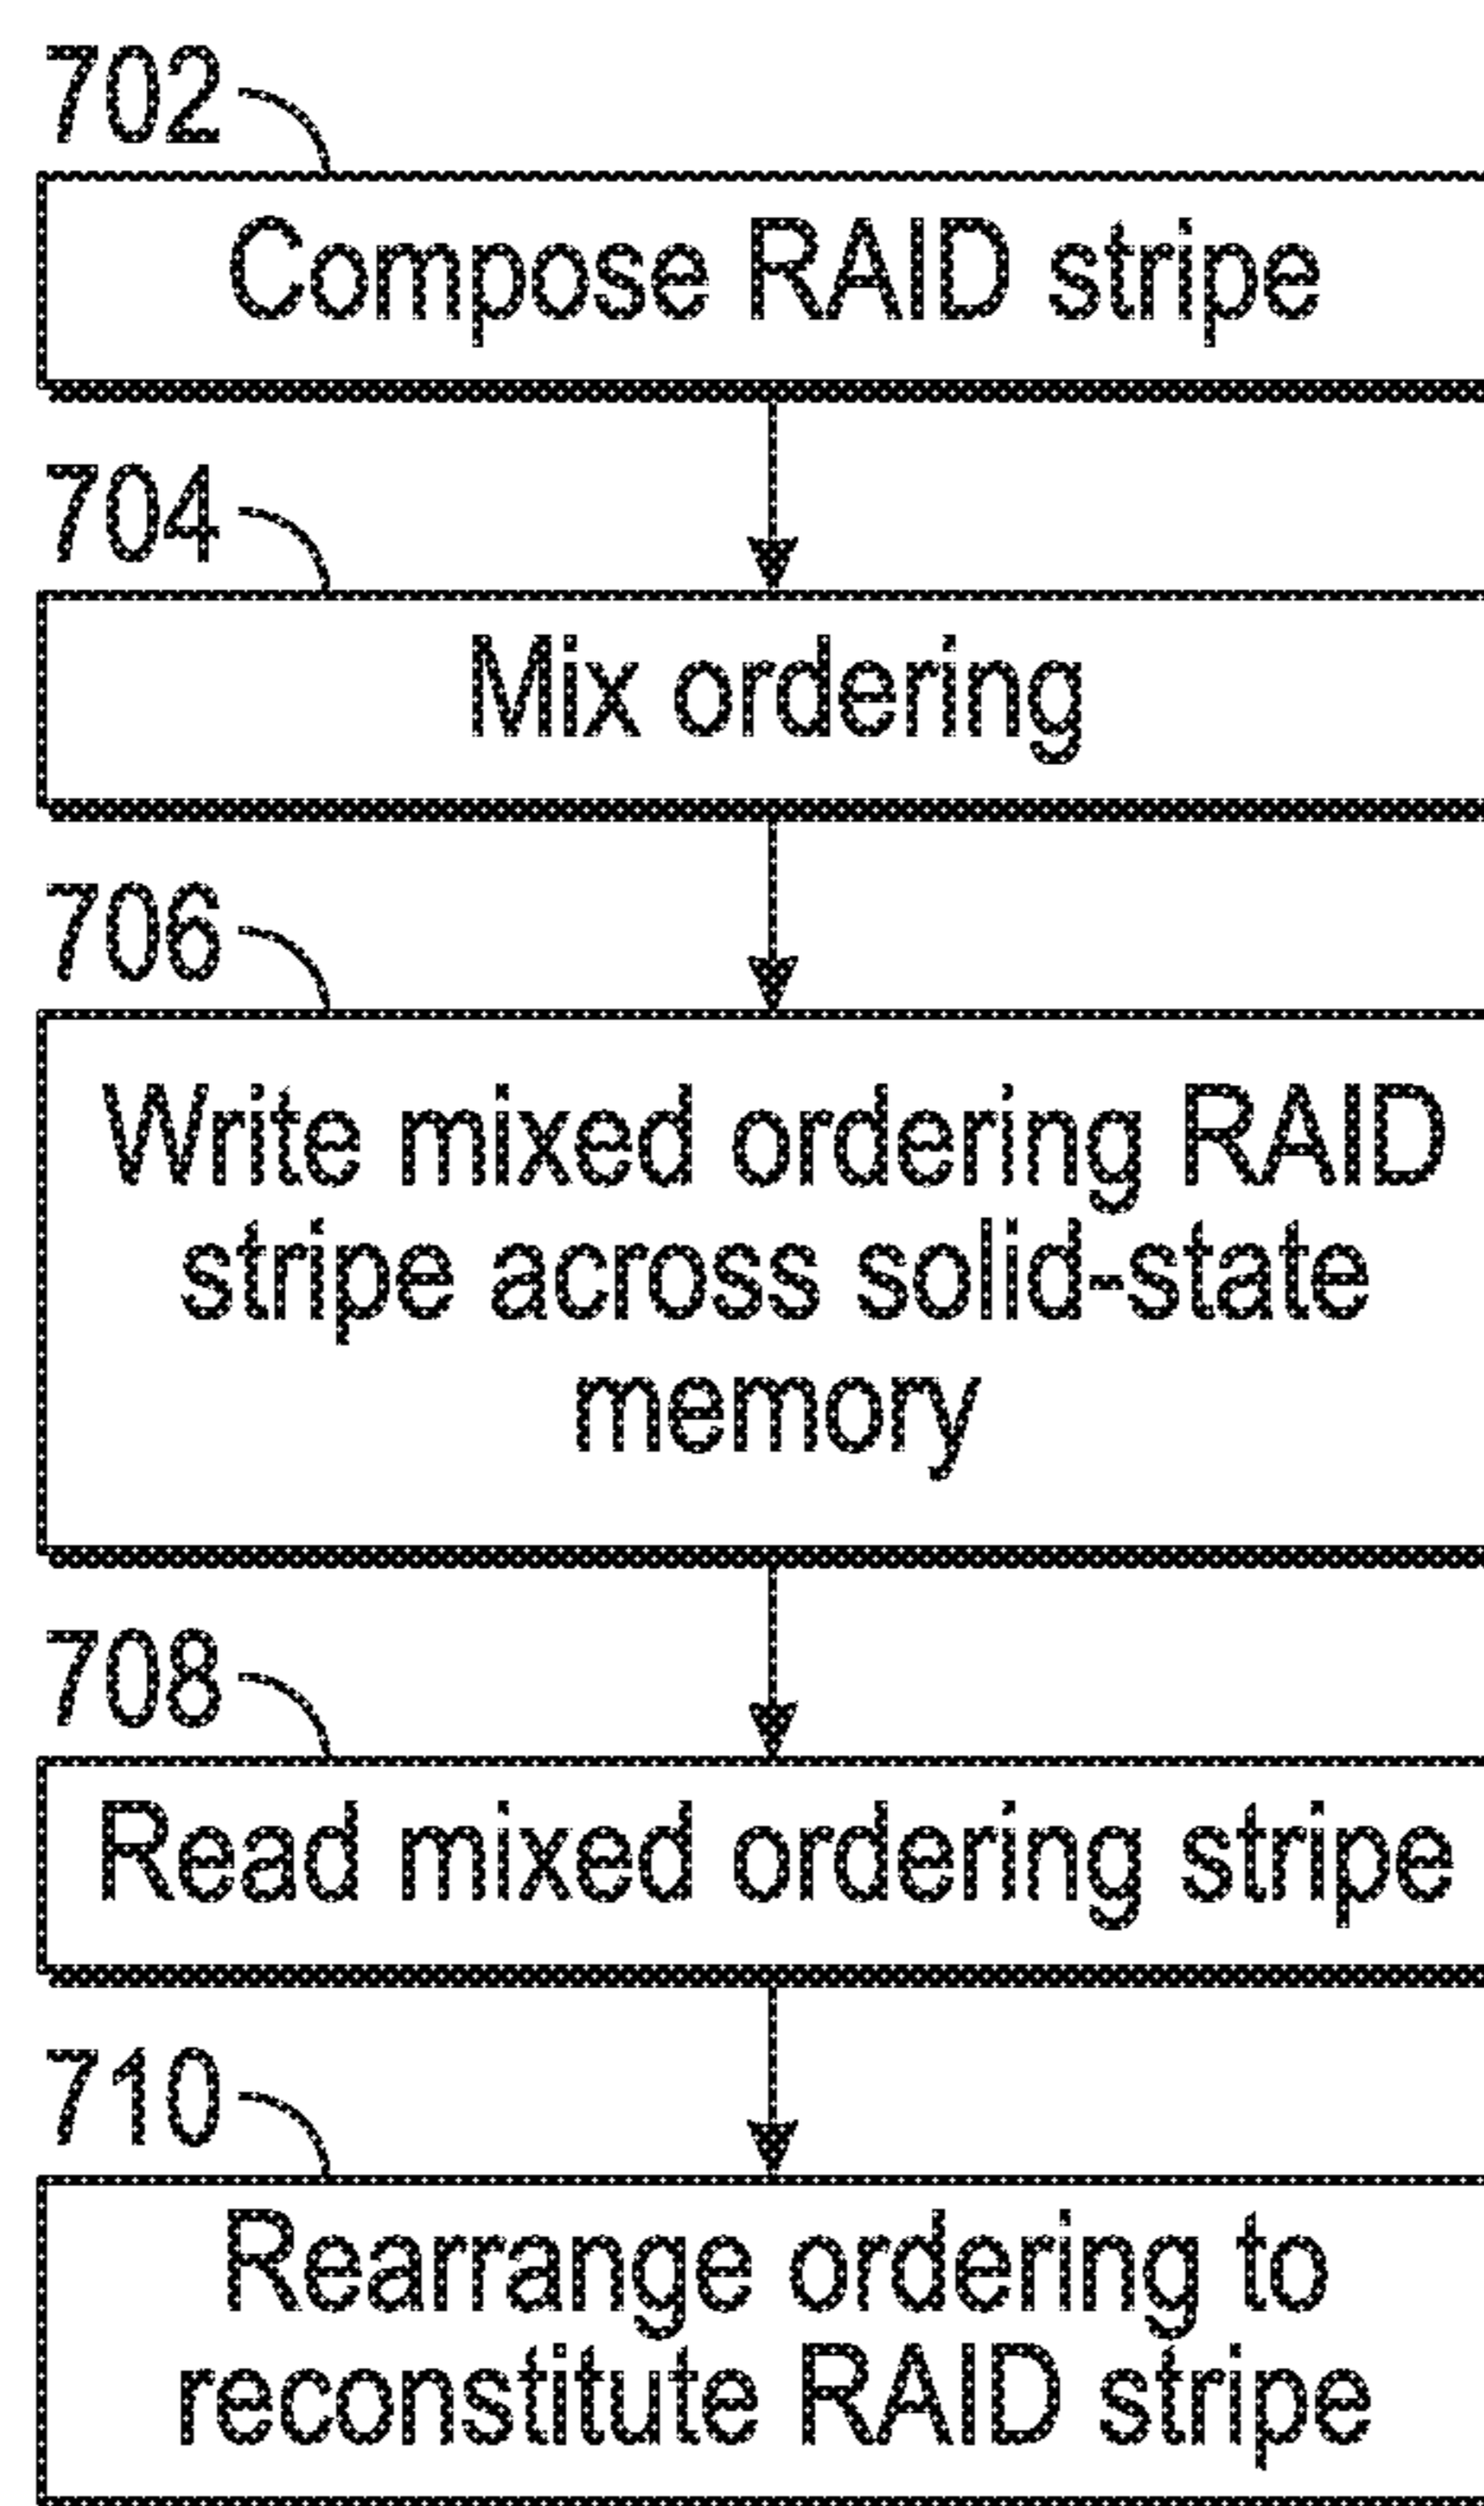 702
Compose RAID stripe
704
Mix ordering
706
Write mixed ordering RAID
stripe across solid-state
memory
708
Read mixed ordering stripe
710
Rearrange ordering to
reconstitute RAID stripe